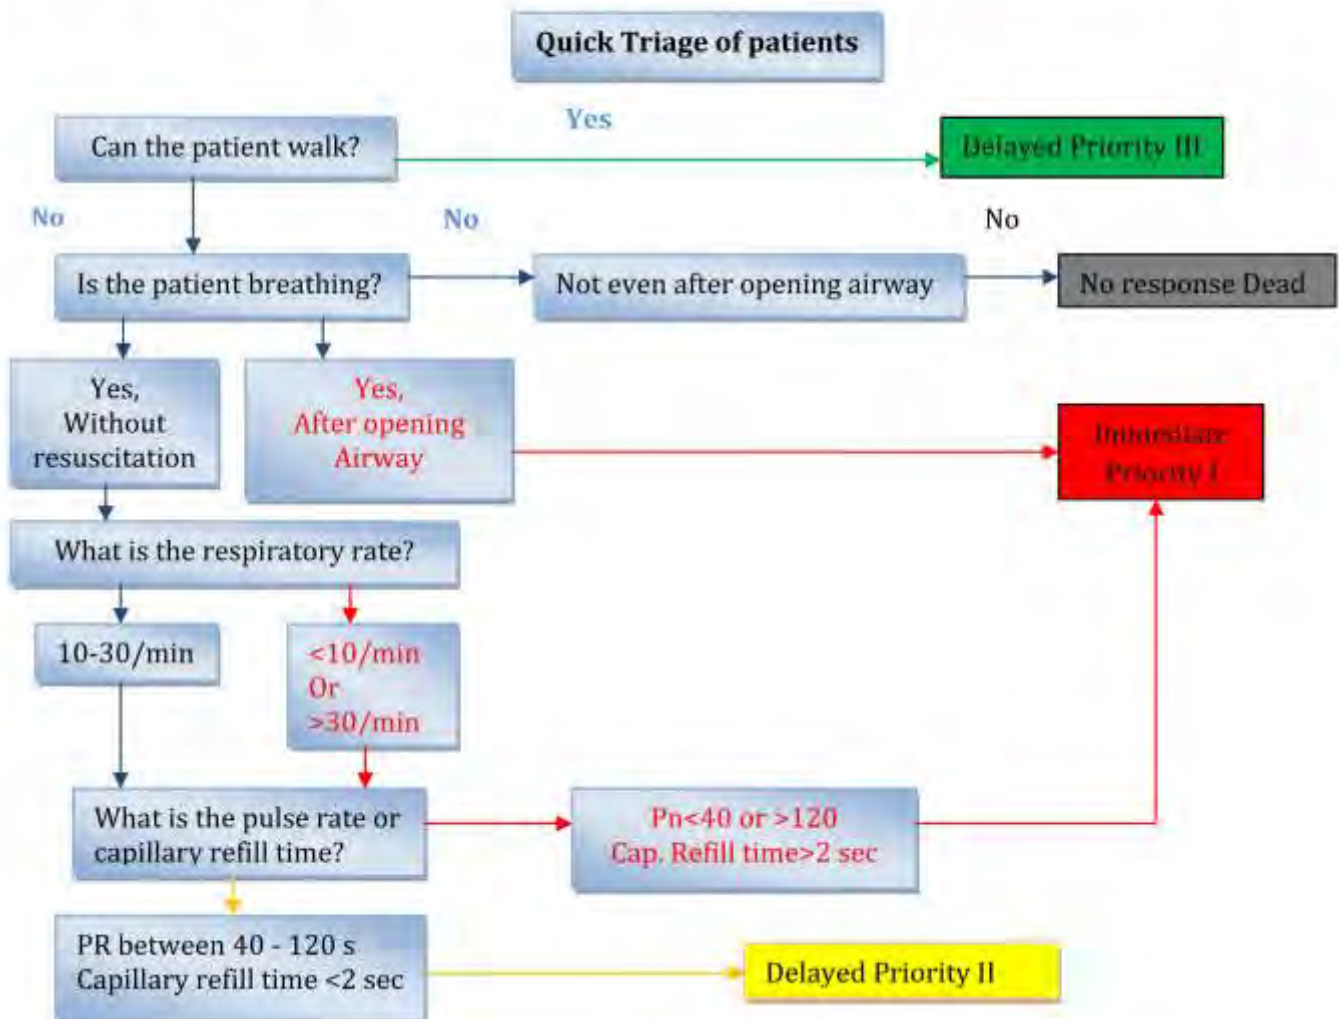 Quick Triage of patients
Yes
Can the patient walk?
Delayed Priority III
No
No
No
Is the patient breathing?
Not even after opening airway
No response Dead
Yes,
Without
resuscitation
Yes,
After opening
Airway
Immediate
Priority I
What is the respiratory rate?
10-30/min
<10/min
Or
>30/min
What is the pulse rate or
capillary refill time?
Pn<40 or >120
Cap. Refill time>2 sec
PR between 40 - 120 s
Capillary refill time <2 sec
Delayed Priority II